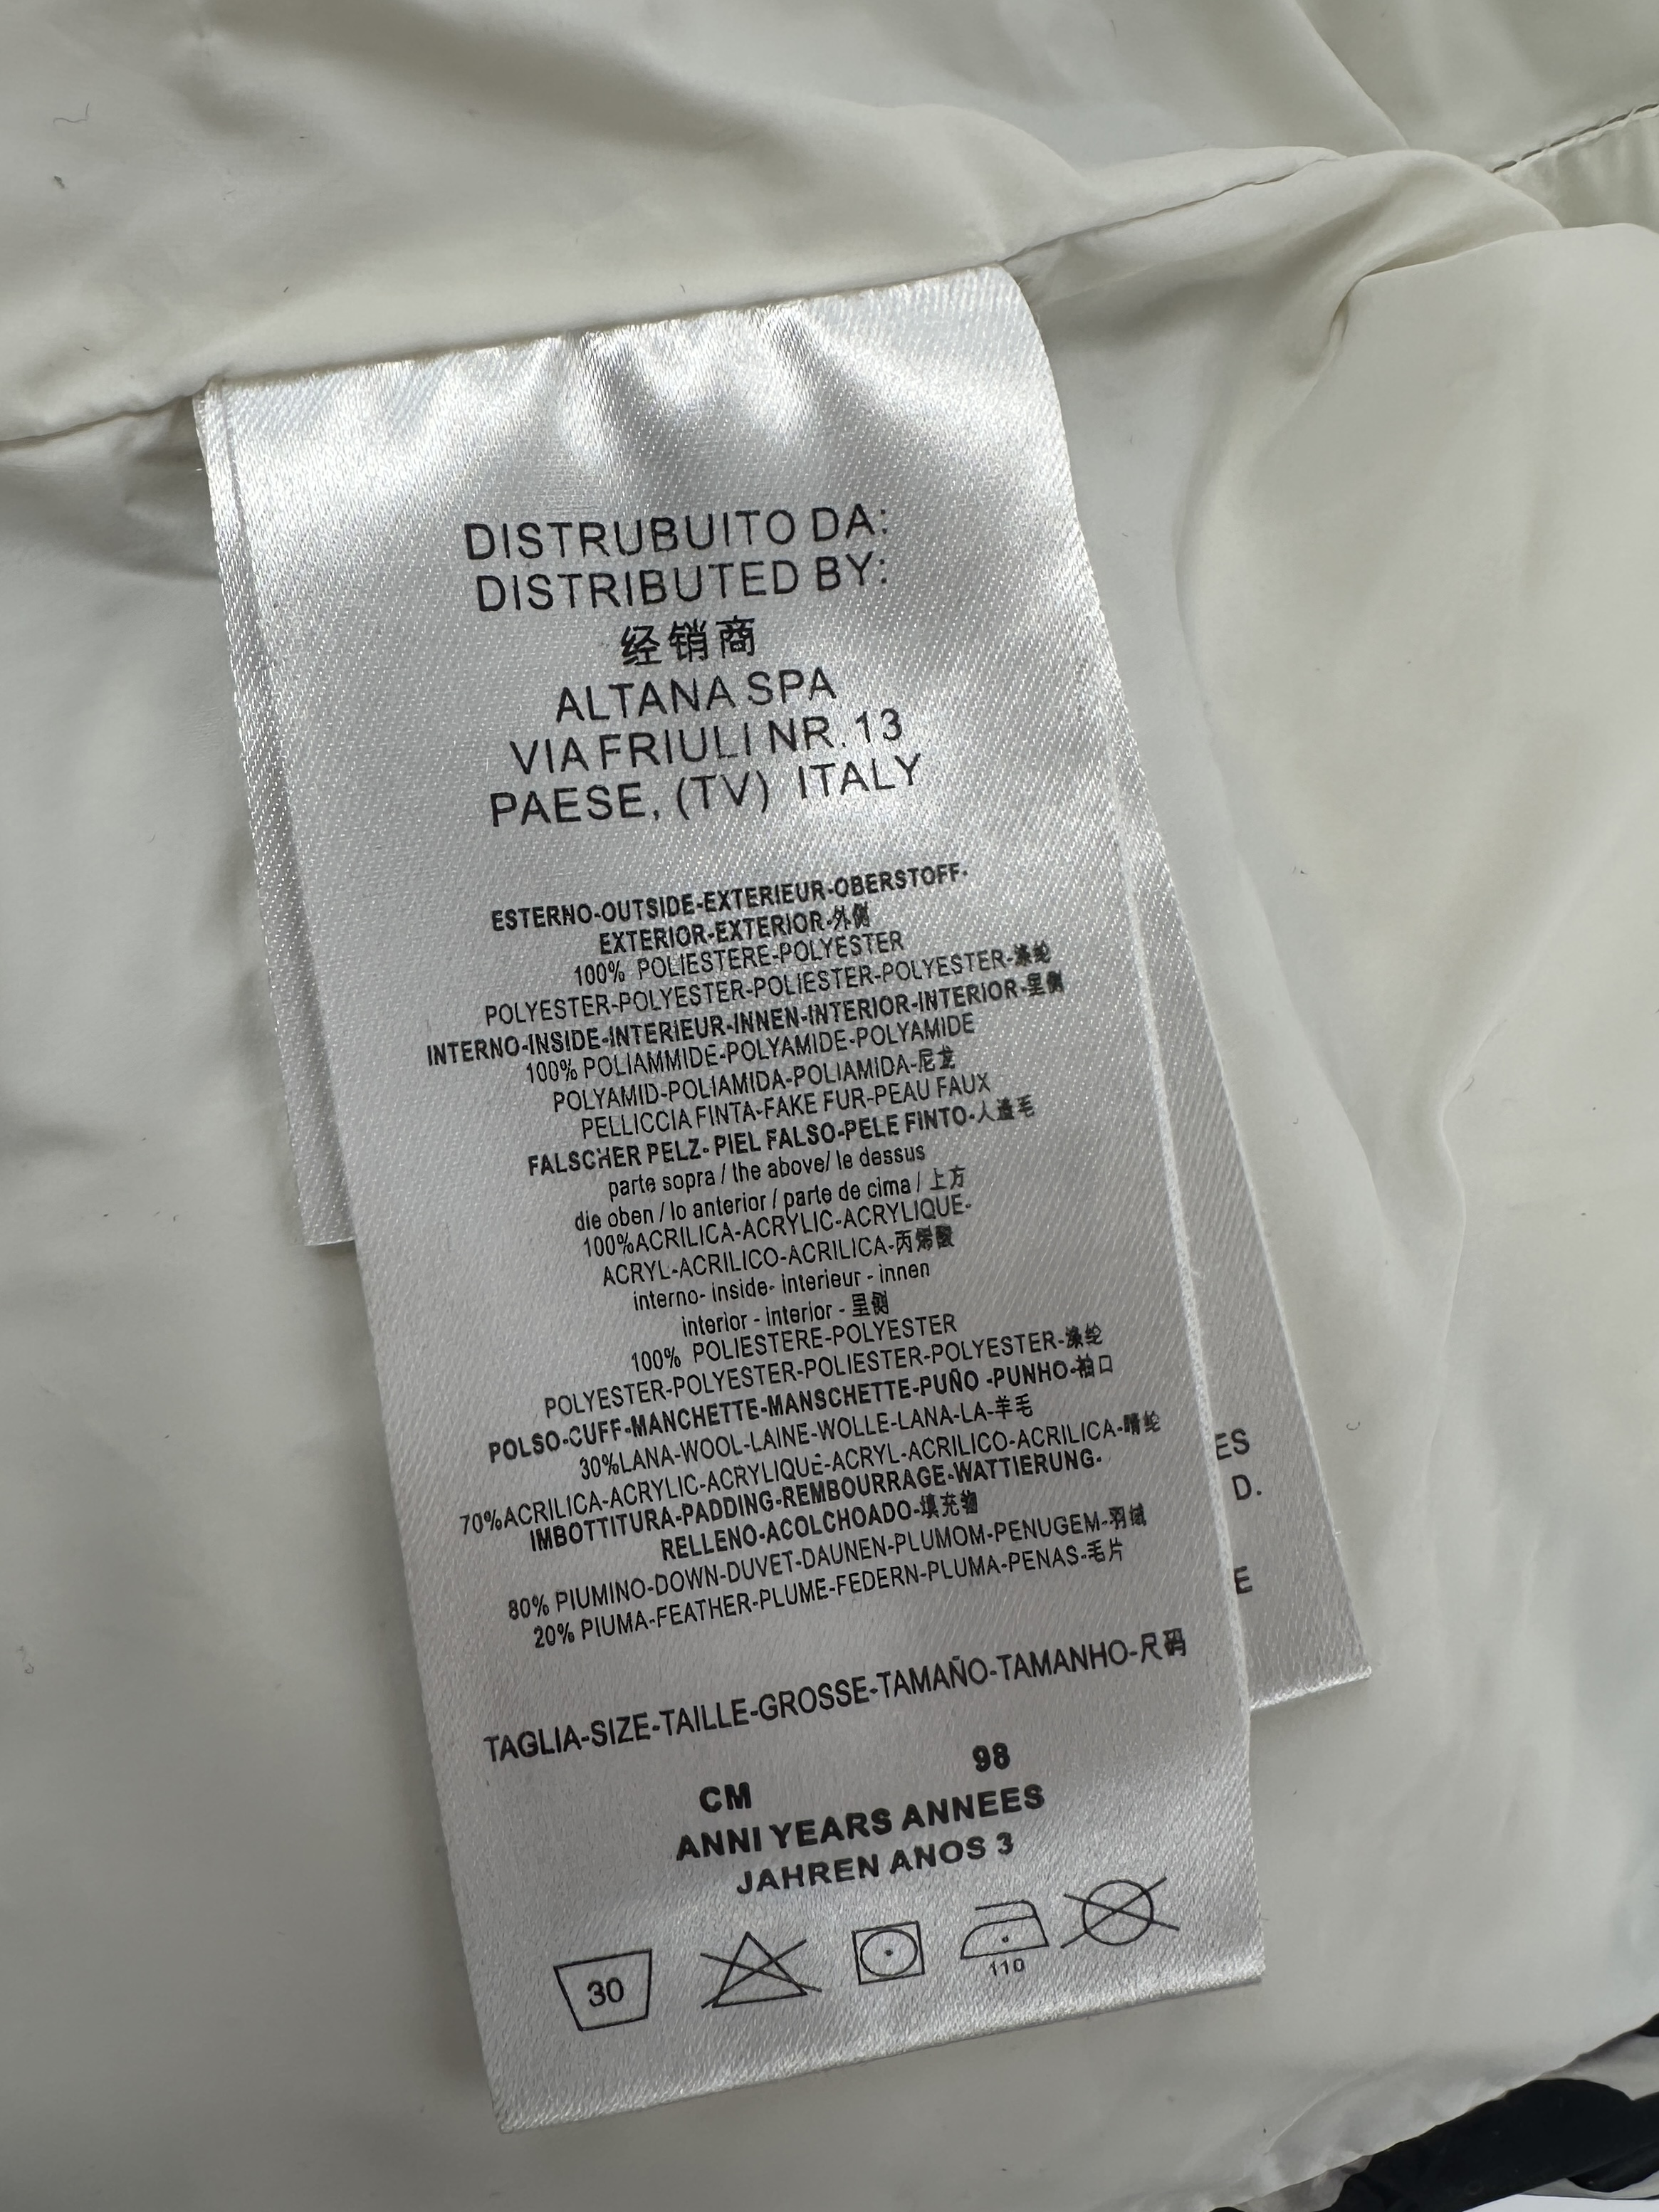 DISTRUBUITO DA:
DISTRIBUTED BY:
经销商
ALTANA SPA
VIA FRIULI NR. 13
PAESE, (TV) ITALY
ESTERNO-OUTSIDE-EXTERIEUR-OBERSTOFF-
EXTERIOR-EXTERIOR-外侧
100% POLIESTERE-POLYESTER
POLYESTER-POLYESTER-POLIESTER-POLYESTER-涤纶
INTERNO-INSIDE-INTERIEUR-INNEN-INTERIOR-INTERIOR-里侧
100% POLIAMMIDE-POLYAMIDE-POLYAMIDE
POLYAMID-POLIAMIDA-POLIAMIDA-尼龙
PELLICCIA FINTA-FAKE FUR-PEAU FAUX
FALSCHER PELZ- PIEL FALSO-PELE FINTO-人造毛
parte sopra / the above/ le dessus
die oben / lo anterior / parte de cima / 上方
100%ACRILICA-ACRYLIC-ACRYLIQUE-
ACRYL-ACRILICO-ACRILICA-丙烯酸
interno- inside- interieur - innen
interior - interior - 里侧
100% POLIESTERE-POLYESTER
POLYESTER-POLYESTER-POLIESTER-POLYESTER-涤纶
POLSO-CUFF-MANCHETTE-MANSCHETTE-PUÑO -PUNHO-袖口
30%LANA-WOOL-LAINE-WOLLE-LANA-LA-羊毛
70%ACRILICA-ACRYLIC-ACRYLIQUE-ACRYL-ACRILICO-ACRILICA-晴纶
IMBOTTITURA-PADDING-REMBOURRAGE-WATTIERUNG-
RELLENO-ACOLCHOADO-填充物
80% PIUMINO-DOWN-DUVET-DAUNEN-PLUMOM-PENUGEM-羽绒
20% PIUMA-FEATHER-PLUME-FEDERN-PLUMA-PENAS-毛片
TAGLIA-SIZE-TAILLE-GROSSE-TAMAÑO-TAMANHO-尺码
CM 98
ANNI YEARS ANNEES
JAHREN ANOS 3
30
110
ES
D.
E